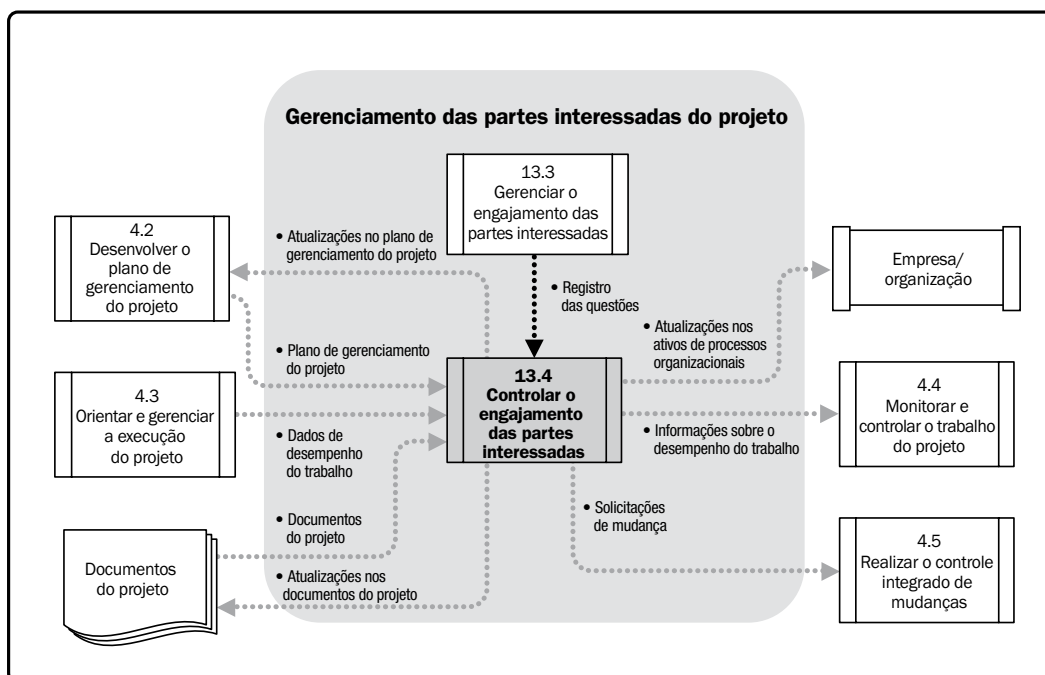 Gerenciamento das partes interessadas do projeto
13.3
Gerenciar o
engajamento das
partes interessadas
4.2
Desenvolver o
plano de
gerenciamento
do projeto
• Atualizações no plano de
gerenciamento do projeto
• Registro
das questões
Empresa/
organização
• Atualizações nos
ativos de processos
organizacionais
• Plano de gerenciamento
do projeto
13.4
Controlar o
engajamento
das partes
interessadas
4.3
Orientar e gerenciar
a execução
do projeto
• Dados de
desempenho
do trabalho
• Informações sobre o
desempenho do trabalho
4.4
Monitorar e
controlar o trabalho
do projeto
• Documentos
do projeto
• Solicitações
de mudança
Documentos
do projeto
• Atualizações nos
documentos do projeto
4.5
Realizar o controle
integrado de
mudanças